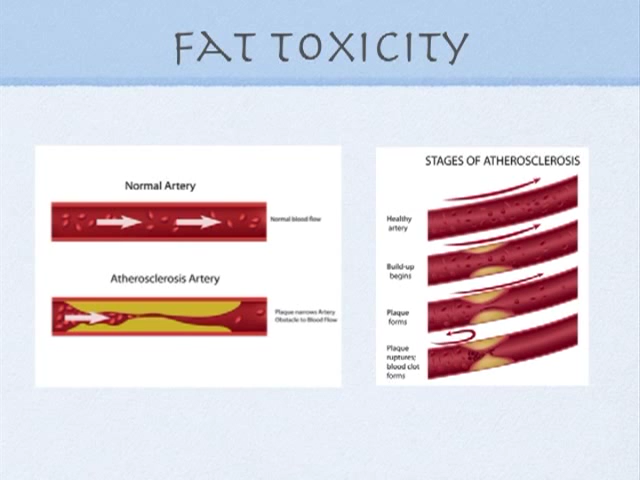 FAT TOXICITY
Normal Artery
Normal blood flow
Atherosclerosis Artery
Plaque narrows Artery
Obstacle to Blood Flow
STAGES OF ATHEROSCLEROSIS
Healthy
artery
Build-up
begins
Plaque
forms
Plaque
ruptures;
blood clot
forms